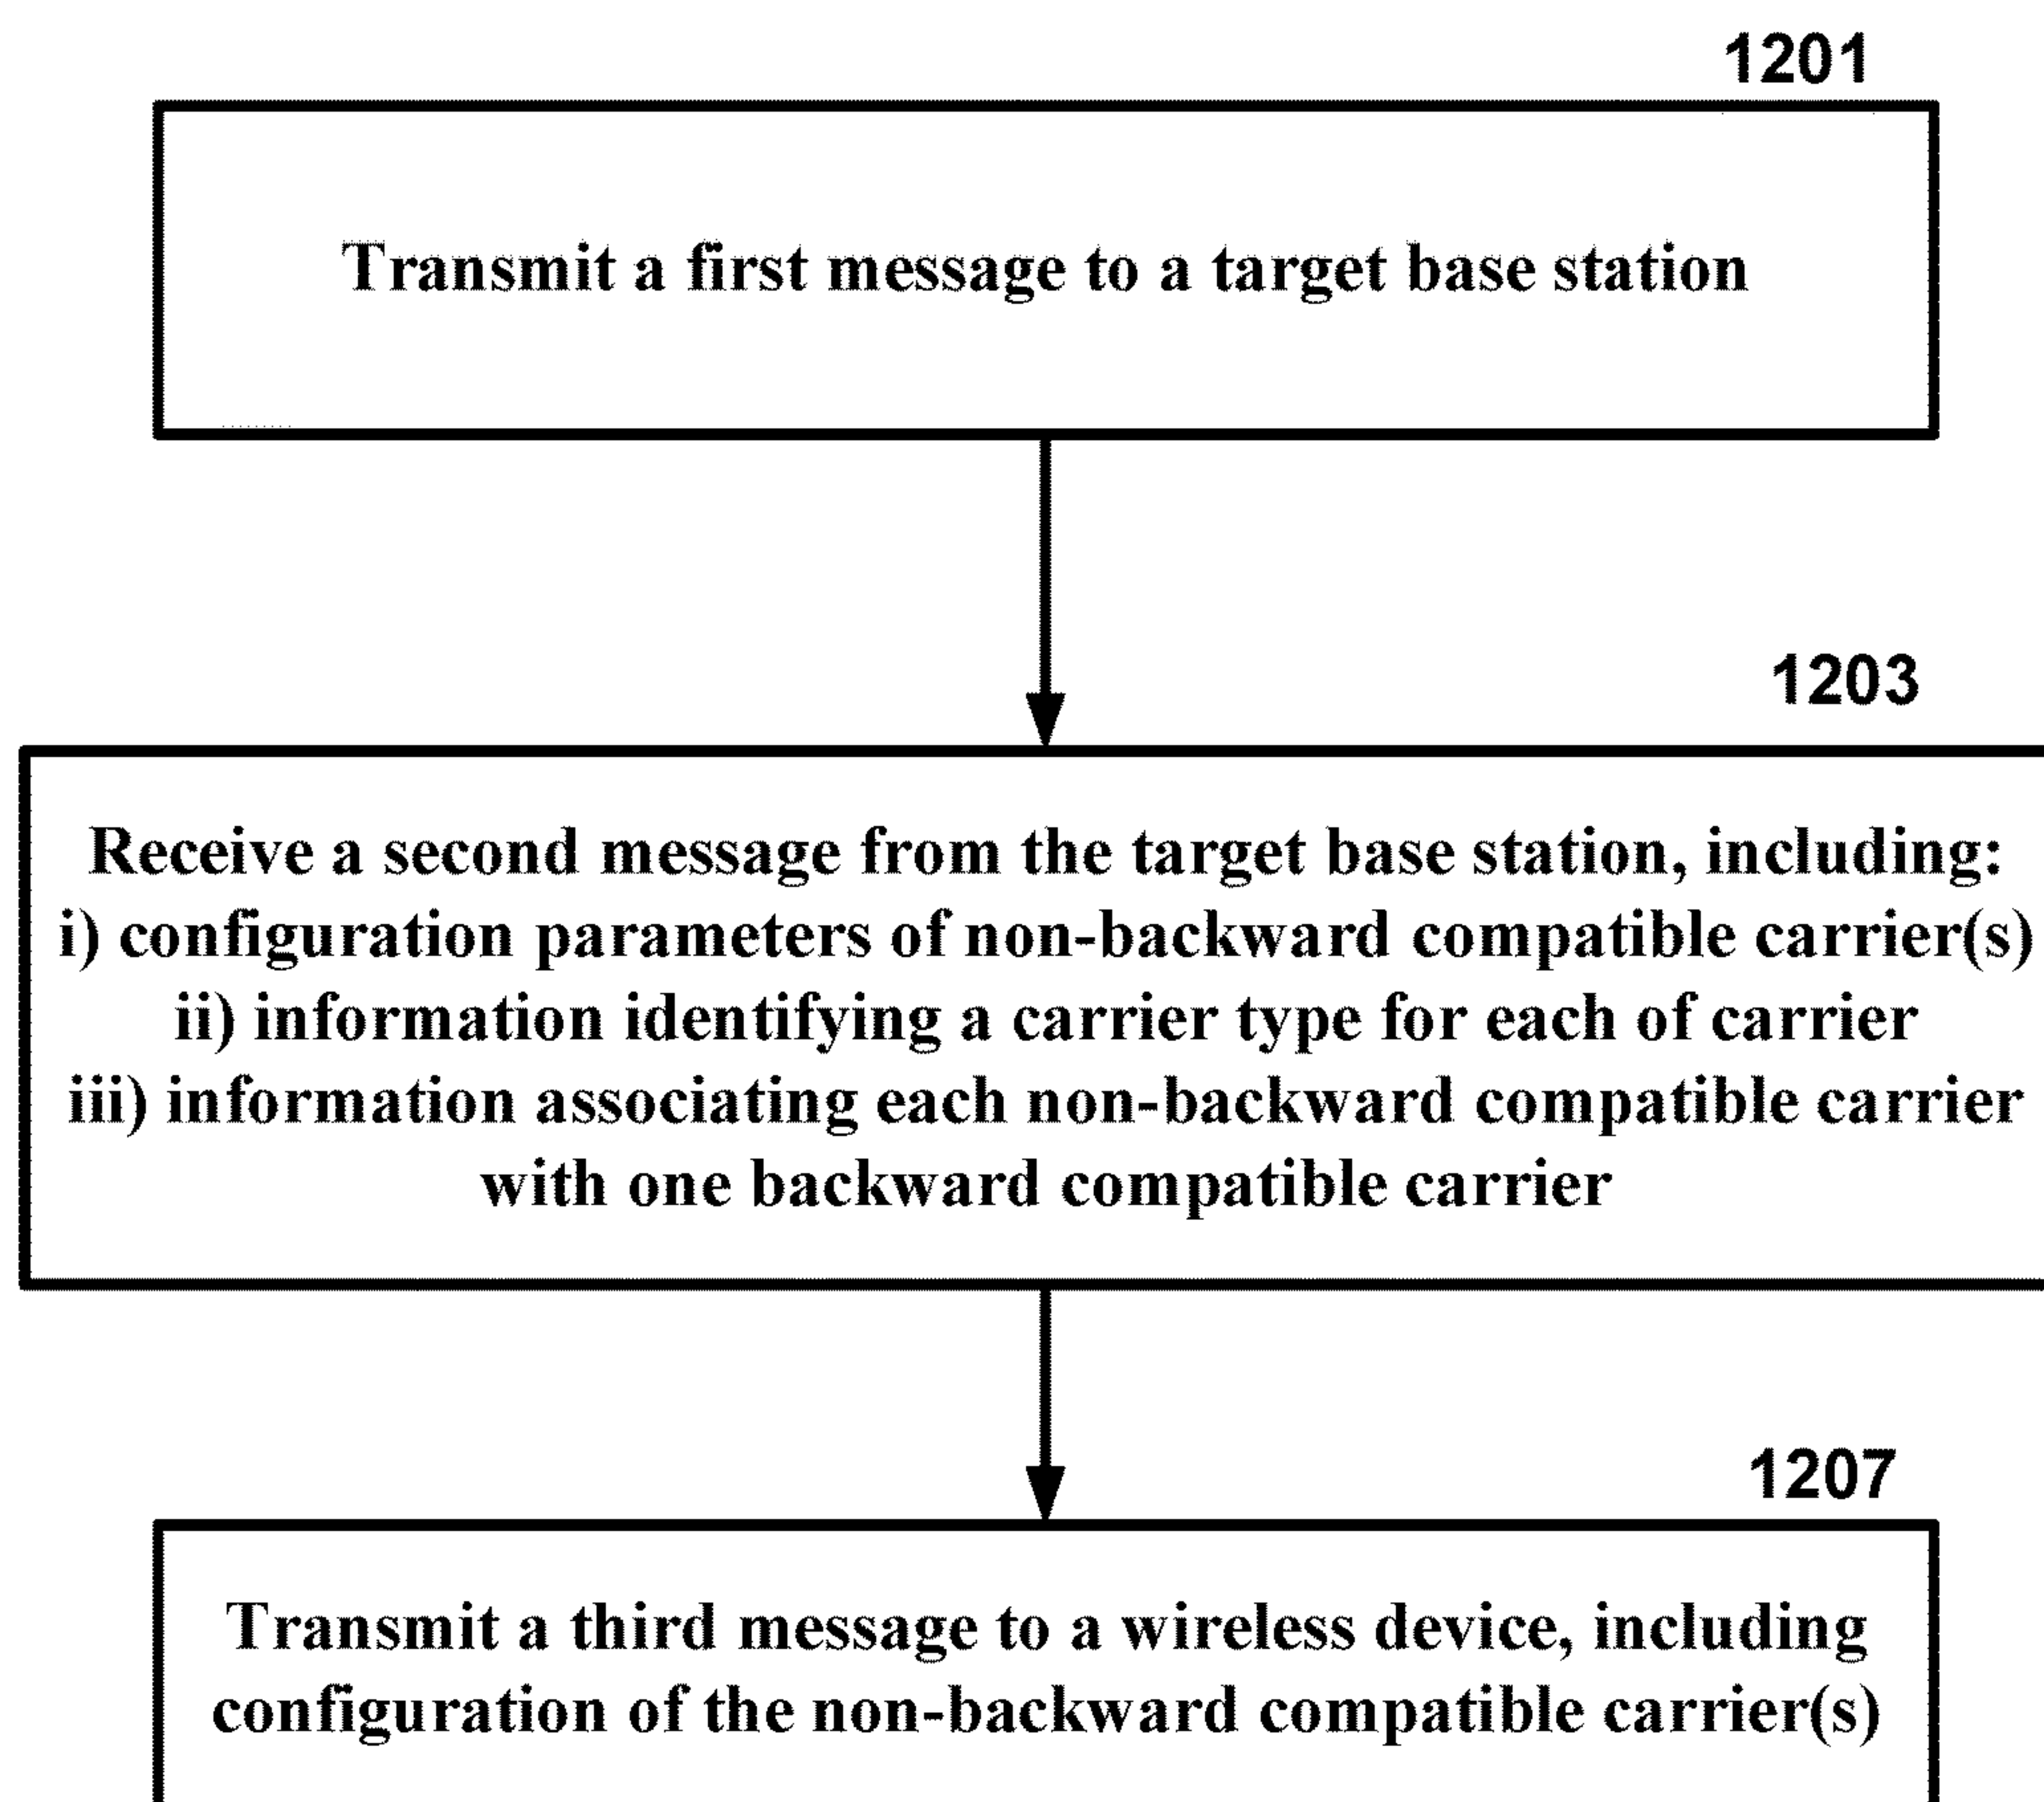 1201
Transmit a first message to a target base station
1203
Receive a second message from the target base station, including:
i) configuration parameters of non-backward compatible carrier(s)
ii) information identifying a carrier type for each of carrier
iii) information associating each non-backward compatible carrier
with one backward compatible carrier
1207
Transmit a third message to a wireless device, including
configuration of the non-backward compatible carrier(s)